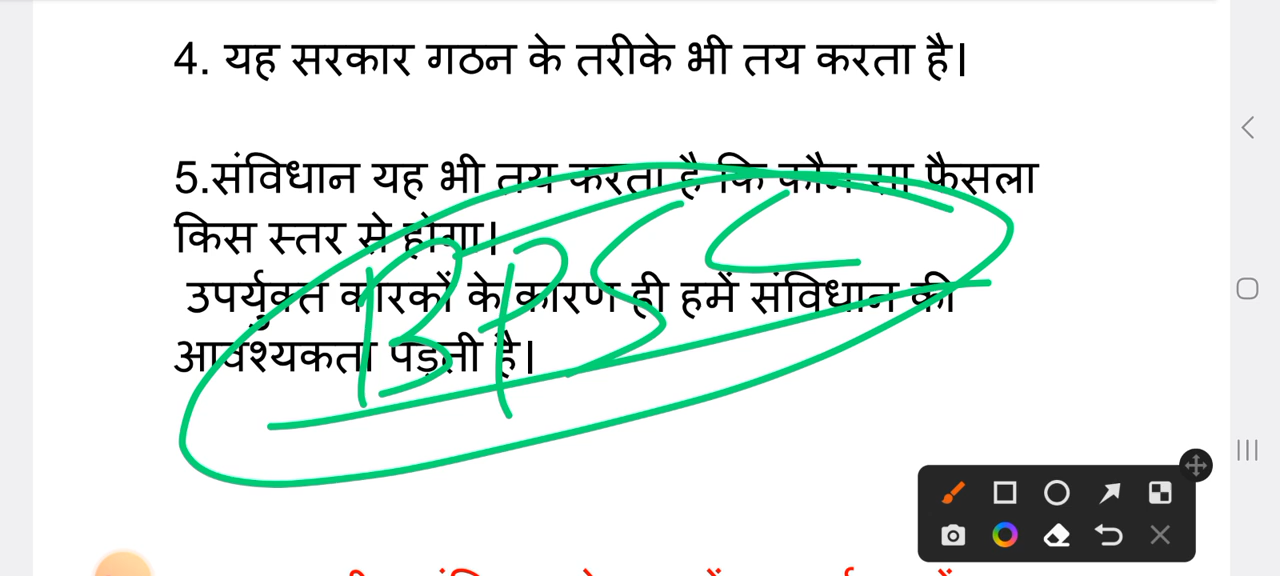 4. यह सरकार गठन के तरीके भी तय करता है।
5.संविधान यह भी तय करता है कि कौन सा फैसला
किस स्तर से होगा।
उपर्युक्त कारकों के कारण ही हमें संविधान की
आवश्यकता पड़ती है।
BPSC